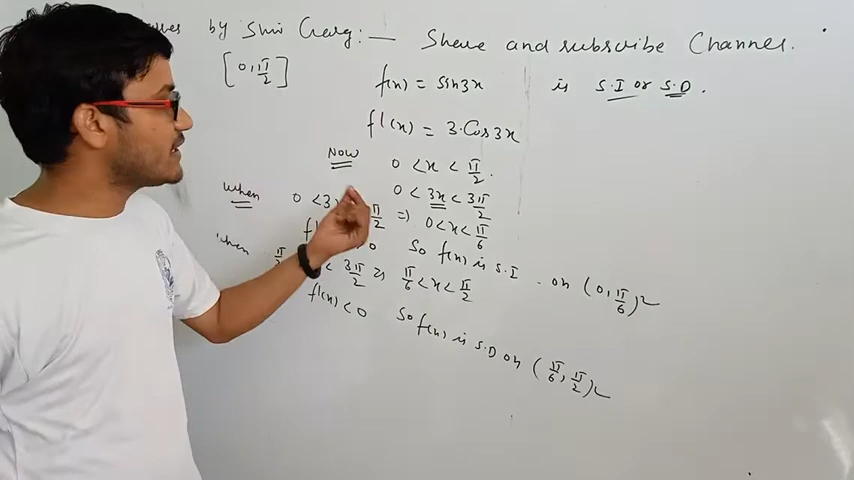 by Shiv Garg:— Share and subscribe Channel.
[0, π/2] f(x) = sin3x is S.I or S.D.
f'(x) = 3.Cos3x
Now 0 < x < π/2.
0 < 3x < 3π/2
When 0 < 3x π/2 => 0 < x < π/6
0 So f(x) is S.I - on (0, π/6)
when π < 3π/2 => π/6 < x < π/2
f'(x) < 0 So f(x) is S.D on (π/6, π/2)